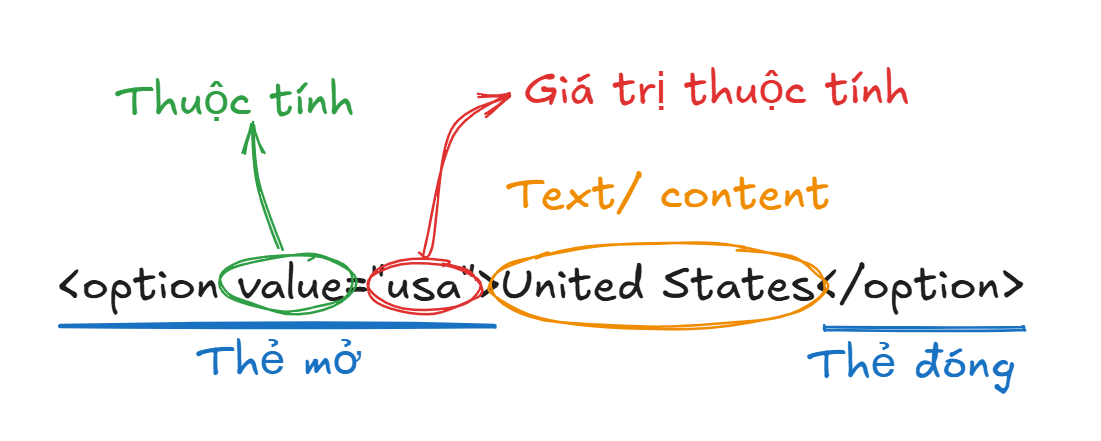 Thuộc tính
Giá trị thuộc tính
Text/ content
<option value="usa">United States</option>
Thẻ mở
Thẻ đóng